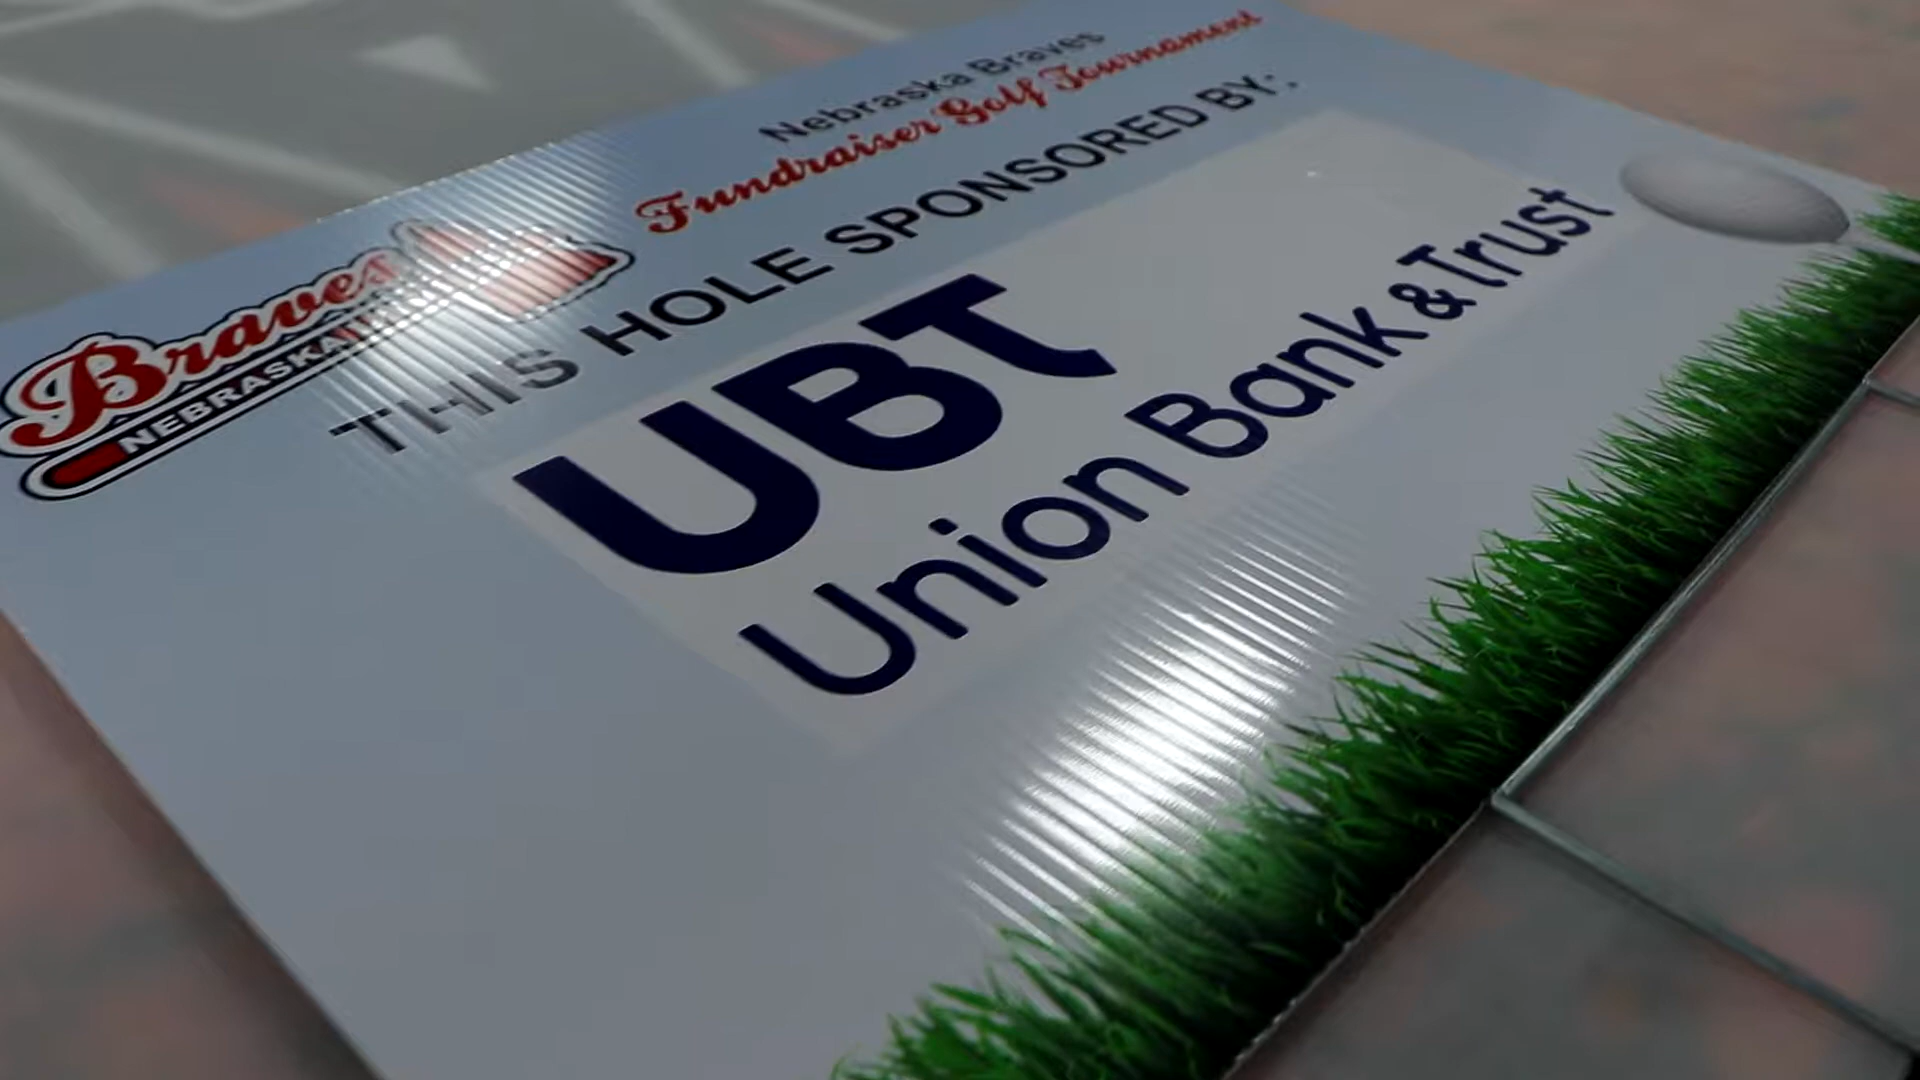 Braves
NEBRASKA
Nebraska Braves
Fundraiser Golf Tournament
THIS HOLE SPONSORED BY:
UBT
Union Bank & Trust